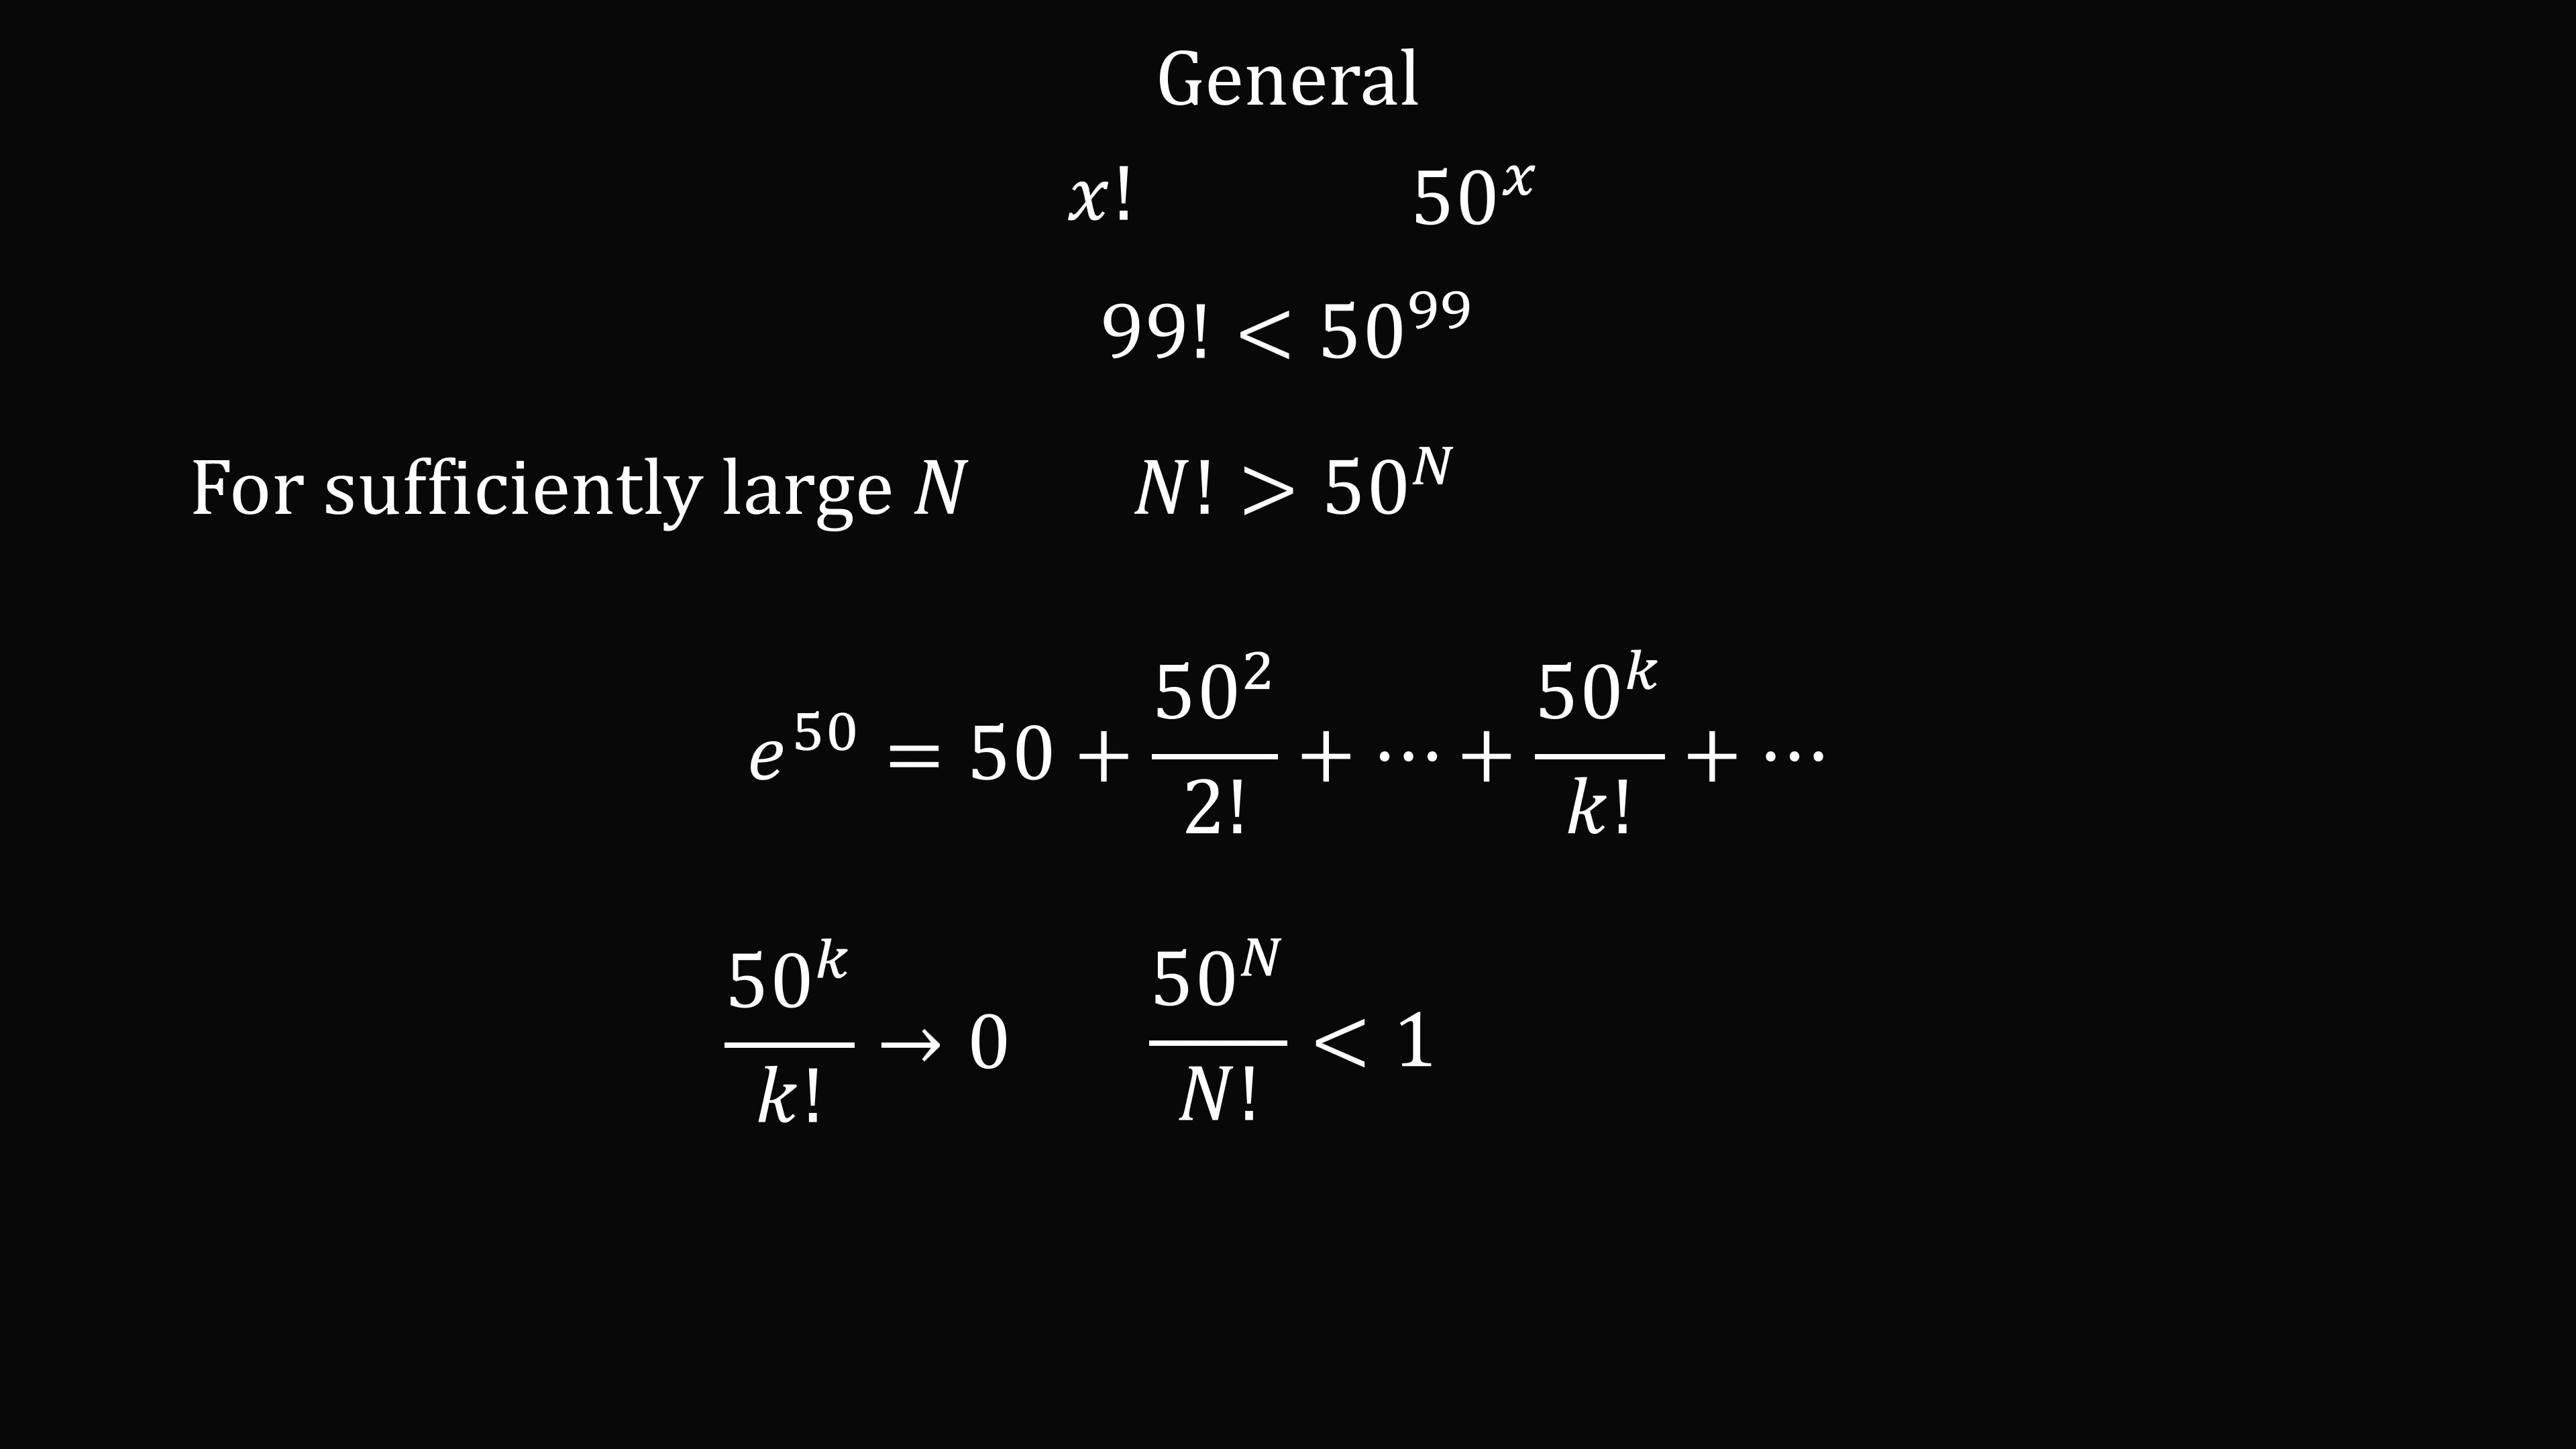 General
x! 50^x
99! < 50^99
For sufficiently large N N! > 50^N
e^50 = 50 + 50^2/2! + ⋯ + 50^k/k! + ⋯
50^k/k! → 0 50^N/N! < 1